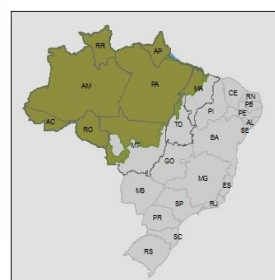 RR AP
AM PA MA CE RN
PB
PI PE
AC AL
RO TO SE
MT BA
GO
MG
MS ES
SP RJ
PR
SC
RS